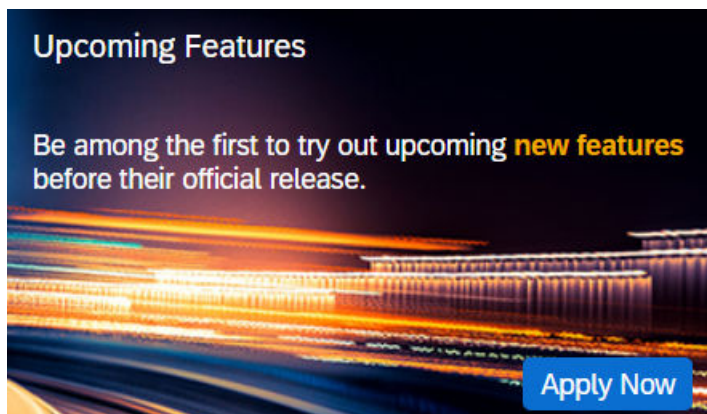 Upcoming Features
Be among the first to try out upcoming new features
before their official release.
Apply Now